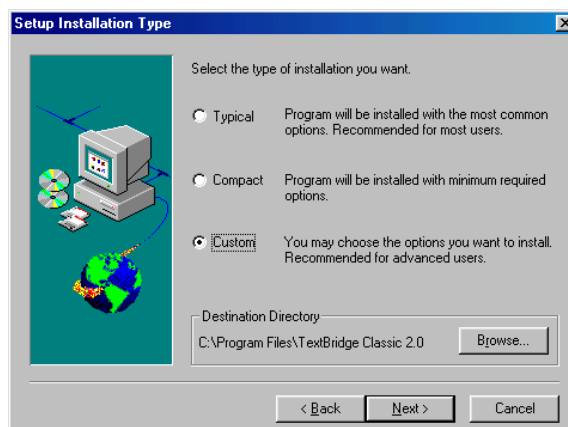 Setup Installation Type
Select the type of installation you want.
Typical Program will be installed with the most common
options. Recommended for most users.
Compact Program will be installed with minimum required
options.
Custom You may choose the options you want to install.
Recommended for advanced users.
Destination Directory
C:\Program Files\TextBridge Classic 2.0 Browse...
< Back Next > Cancel